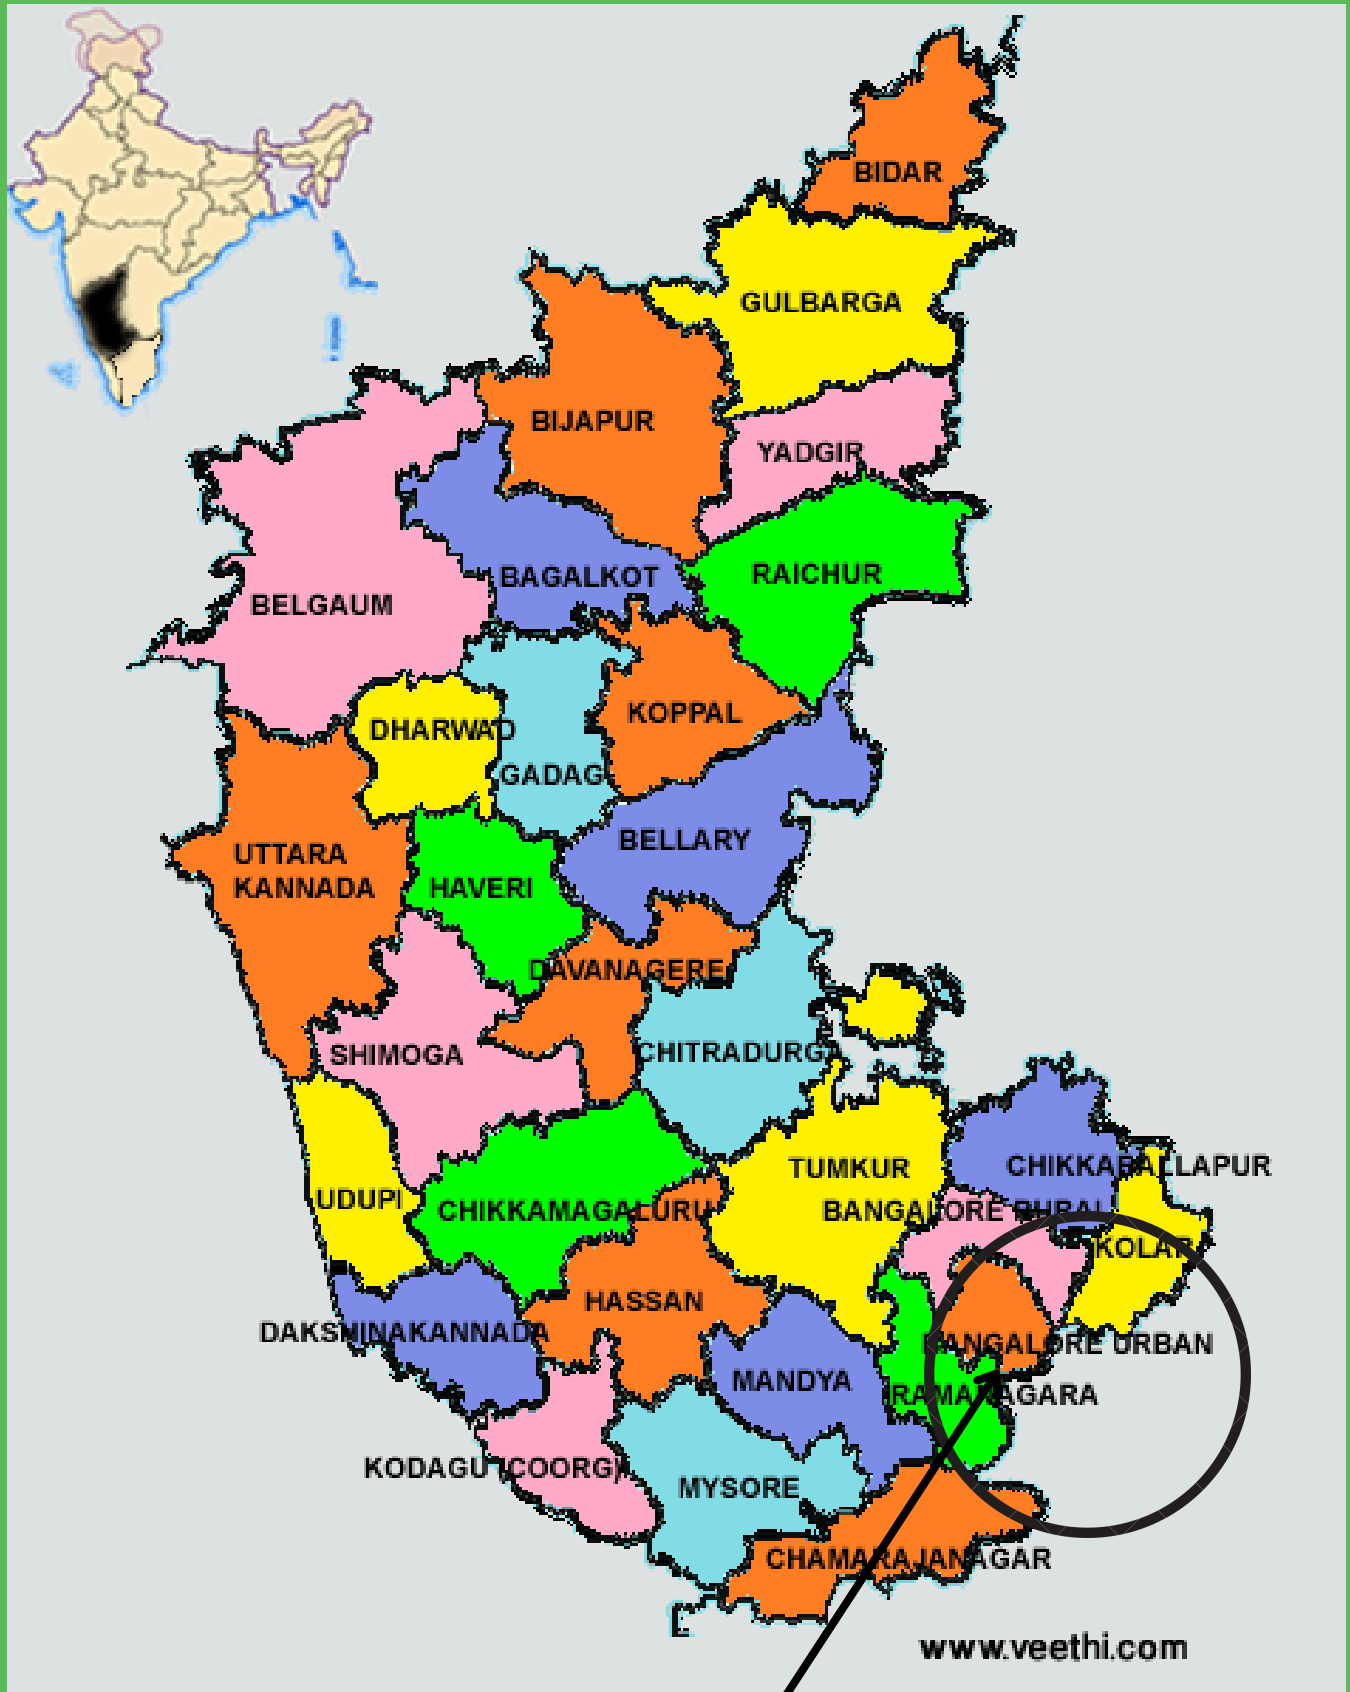 BIDAR
GULBARGA
BIJAPUR
YADGIR
BAGALKOT
RAICHUR
BELGAUM
KOPPAL
DHARWAD
GADAG
BELLARY
UTTARA
KANNADA
HAVERI
DAVANAGERE
SHIMOGA
CHITRADURGA
TUMKUR
CHIKKABALLAPUR
UDUPI
CHIKKAMAGALURU
BANGALORE RURAL
KOLAR
HASSAN
DAKSHINAKANNADA
BANGALORE URBAN
MANDYA
RAMANAGARA
KODAGU (COORG)
MYSORE
CHAMARAJANAGAR
www.veethi.com